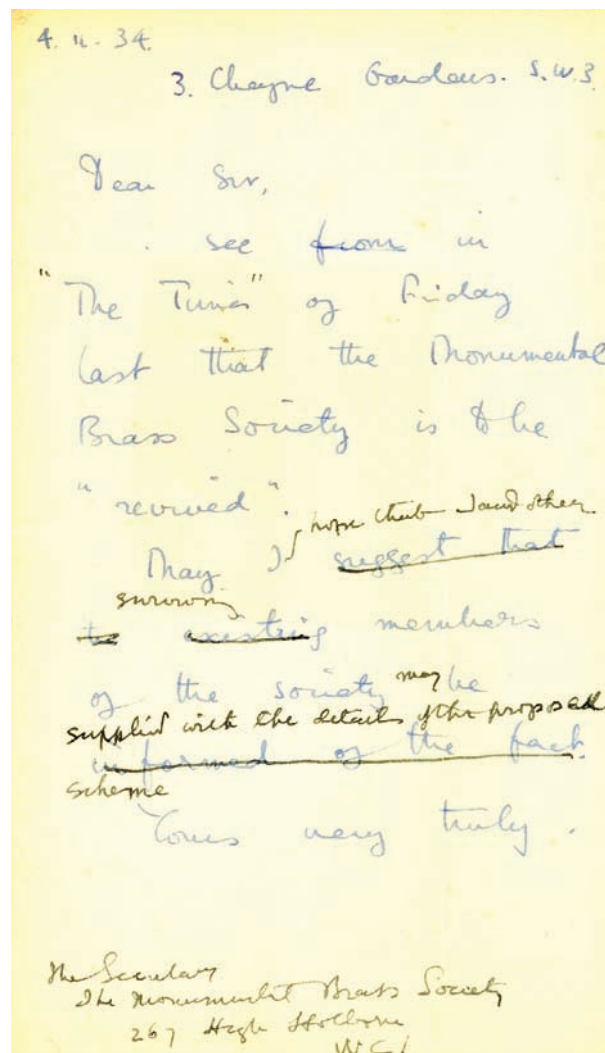 4. 11. 34.
3. Cheyne Gardens. S.W.3.
Dear Sir,
. see from in
"The Times" of Friday
last that the Monumental
Brass Society is to be
"revived".
hope that I and other
May I suggest that
surviving
to existing members
of the society may be
supplied with the details of the proposed
informed of the fact.
scheme
Yours very truly.
The Secretary
The Monumental Brass Society
267 High Holborn
W.C.1